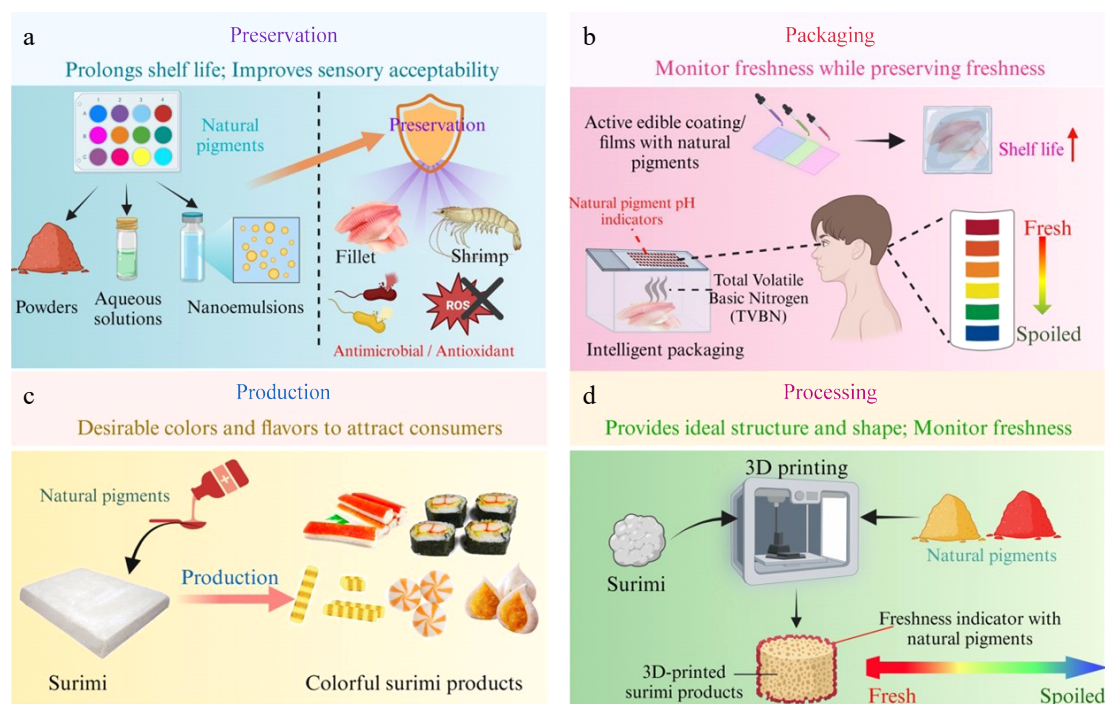 a
Preservation
Prolongs shelf life; Improves sensory acceptability
1 2 3 4
A
B
C
Natural
pigments
Preservation
Powders
Aqueous
solutions
Nanoemulsions
Fillet
Shrimp
ROS
Antimicrobial / Antioxidant
b
Packaging
Monitor freshness while preserving freshness
Active edible coating/
films with natural
pigments
Shelf life
Natural pigment pH
indicators
Total Volatile
Basic Nitrogen
(TVBN)
Intelligent packaging
Fresh
Spoiled
c
Production
Desirable colors and flavors to attract consumers
Natural pigments
Production
Surimi
Colorful surimi products
d
Processing
Provides ideal structure and shape; Monitor freshness
3D printing
Surimi
Natural pigments
Freshness indicator with
natural pigments
3D-printed
surimi products
Fresh
Spoiled